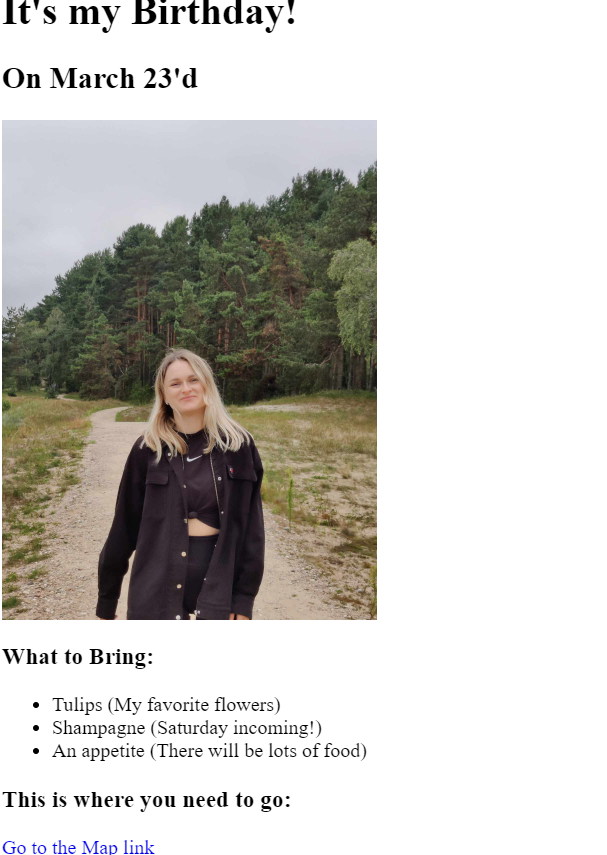 It's my Birthday!
On March 23'd
What to Bring:
Tulips (My favorite flowers)
Shampagne (Saturday incoming!)
An appetite (There will be lots of food)
This is where you need to go:
Go to the Map link